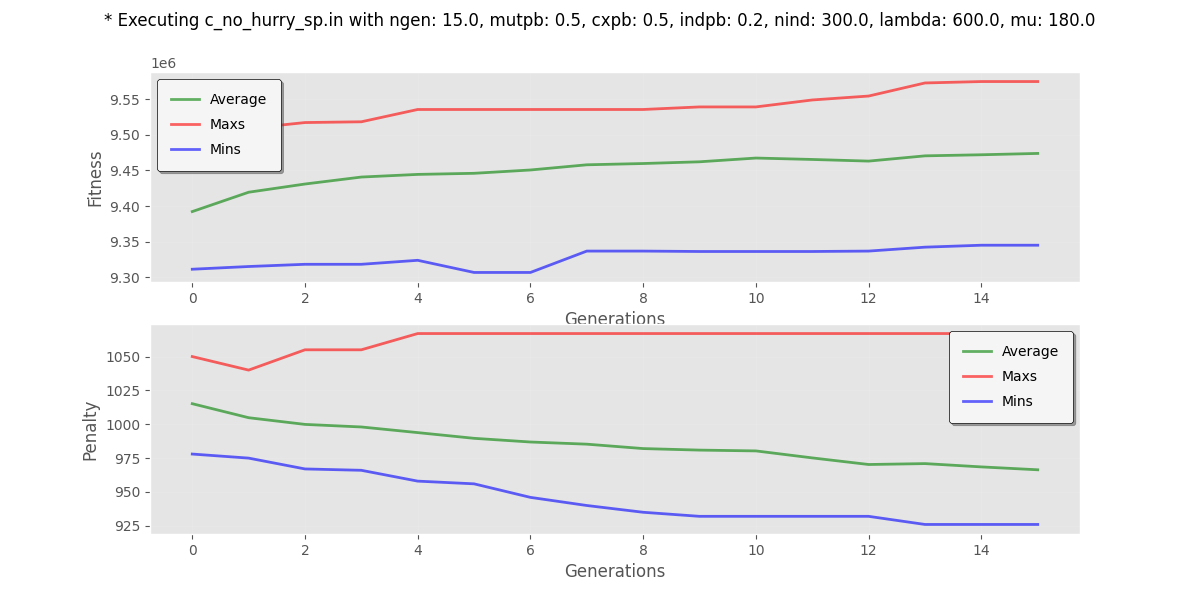 * Executing c_no_hurry_sp.in with ngen: 15.0, mutpb: 0.5, cxpb: 0.5, indpb: 0.2, nind: 300.0, lambda: 600.0, mu: 180.0
1e6
Average
Maxs
Mins
Fitness
9.55
9.50
9.45
9.40
9.35
9.30
0 2 4 6 8 10 12 14
Generations
Average
Maxs
Mins
Penalty
1050
1025
1000
975
950
925
0 2 4 6 8 10 12 14
Generations